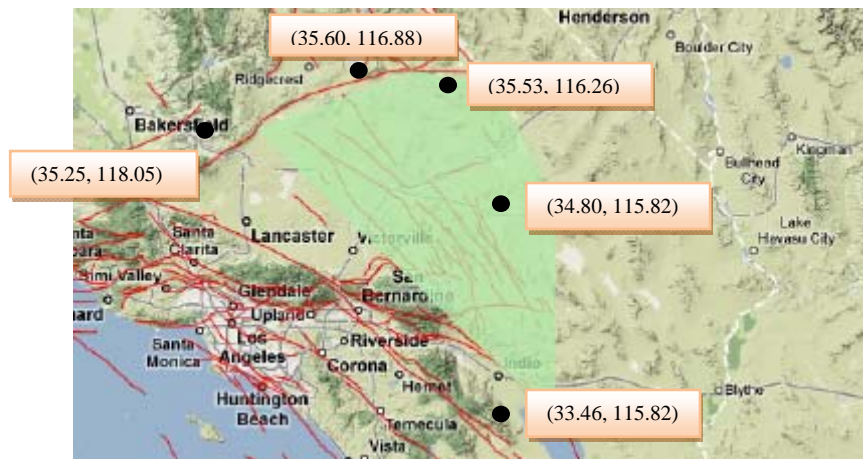 Henderson
(35.60, 116.88)
Boulder City
Ridgecrest
(35.53, 116.26)
Bakersfield
Kingman
Bullhead
City
(35.25, 118.05)
(34.80, 115.82)
Lake
Havasu City
Santa
Clarita
Lancaster
Victorville
Simi Valley
Glendale
San
Bernardino
Upland
Santa
Monica
Los
Angeles
Riverside
Corona
Indio
Hemet
Huntington
Beach
Blythe
(33.46, 115.82)
Temecula
Vista